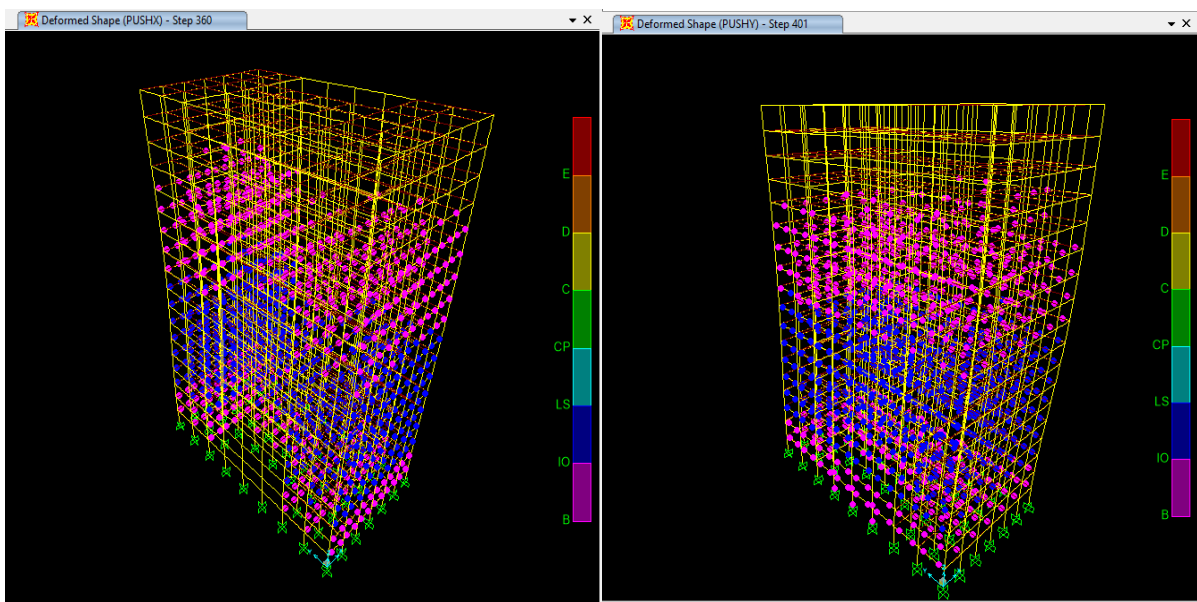 Deformed Shape (PUSHX) - Step 360
E
D
C
CP
LS
IO
B
Deformed Shape (PUSHY) - Step 401
E
D
C
CP
LS
IO
B